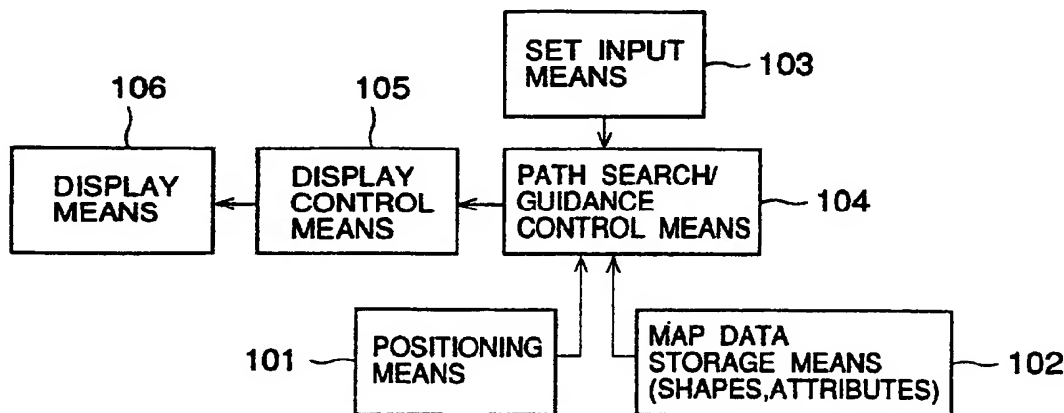 SET INPUT
MEANS
103
106
105
DISPLAY
MEANS
DISPLAY
CONTROL
MEANS
PATH SEARCH/
GUIDANCE
CONTROL MEANS
104
101
POSITIONING
MEANS
MAP DATA
STORAGE MEANS
(SHAPES,ATTRIBUTES)
102